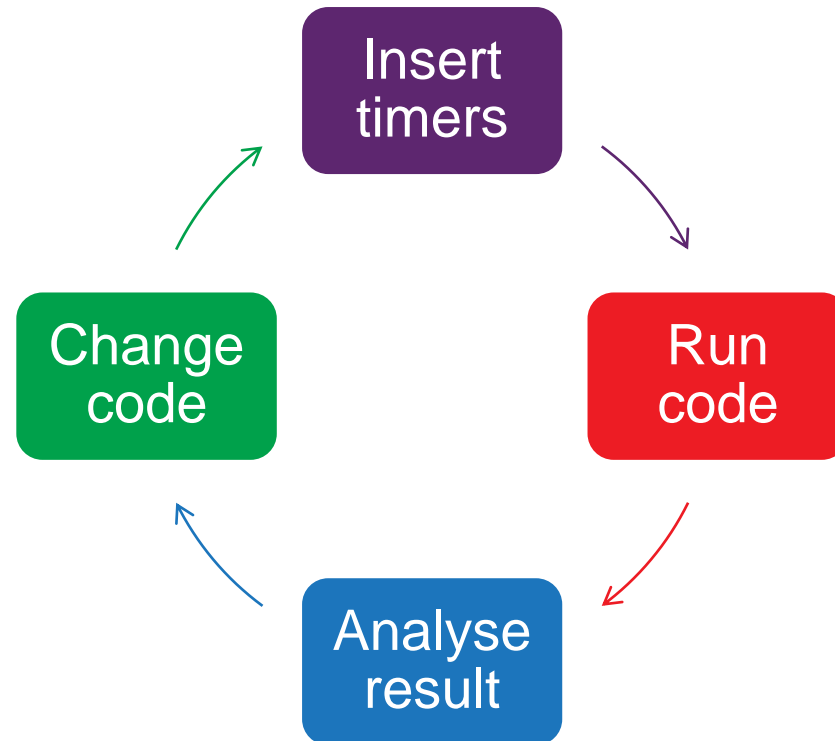 Insert
timers
Run
code
Analyse
result
Change
code